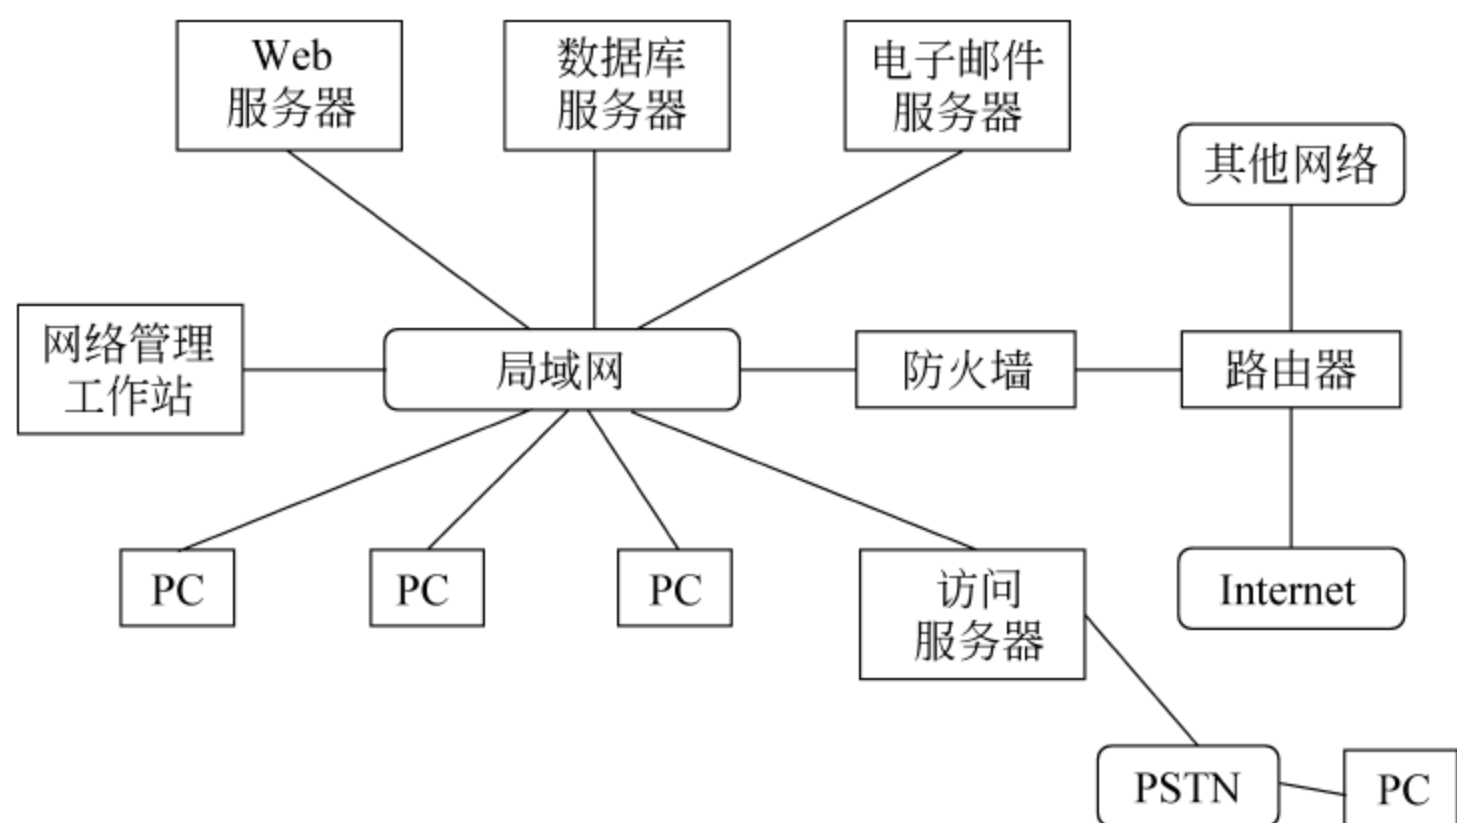 Web
服务器
数据库
服务器
电子邮件
服务器
其他网络
网络管理
工作站
局域网
防火墙
路由器
PC
PC
PC
访问
服务器
Internet
PSTN
PC